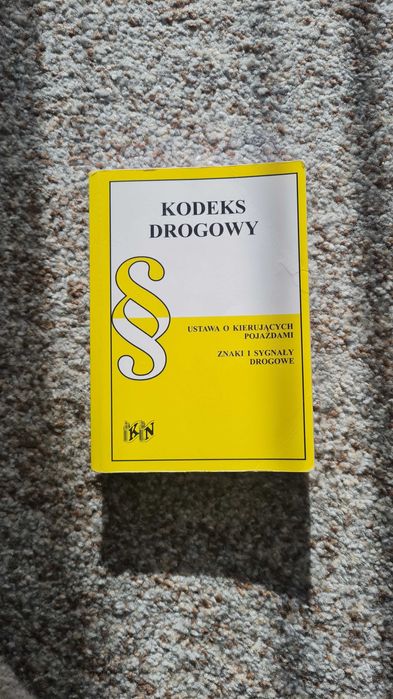 KODEKS
DROGOWY
§
USTAWA O KIERUJĄCYCH
POJAZDAMI
ZNAKI I SYGNAŁY
DROGOWE